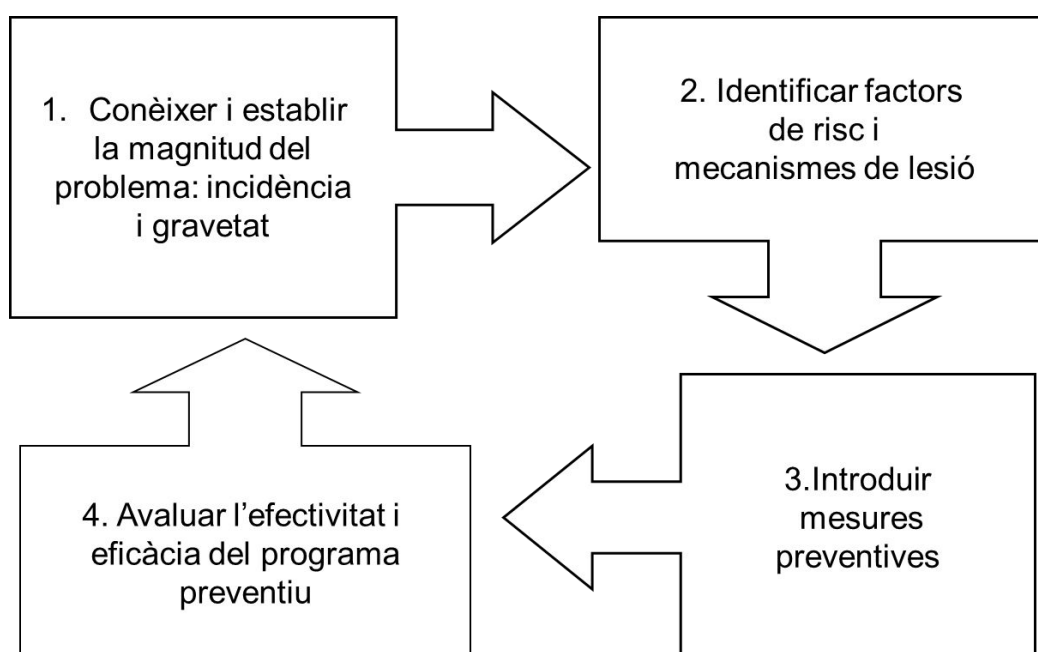 1. Conèixer i establir
la magnitud del
problema: incidència
i gravetat
2. Identificar factors
de risc i
mecanismes de lesió
3.Introduir
mesures
preventives
4. Avaluar l’efectivitat i
eficàcia del programa
preventiu